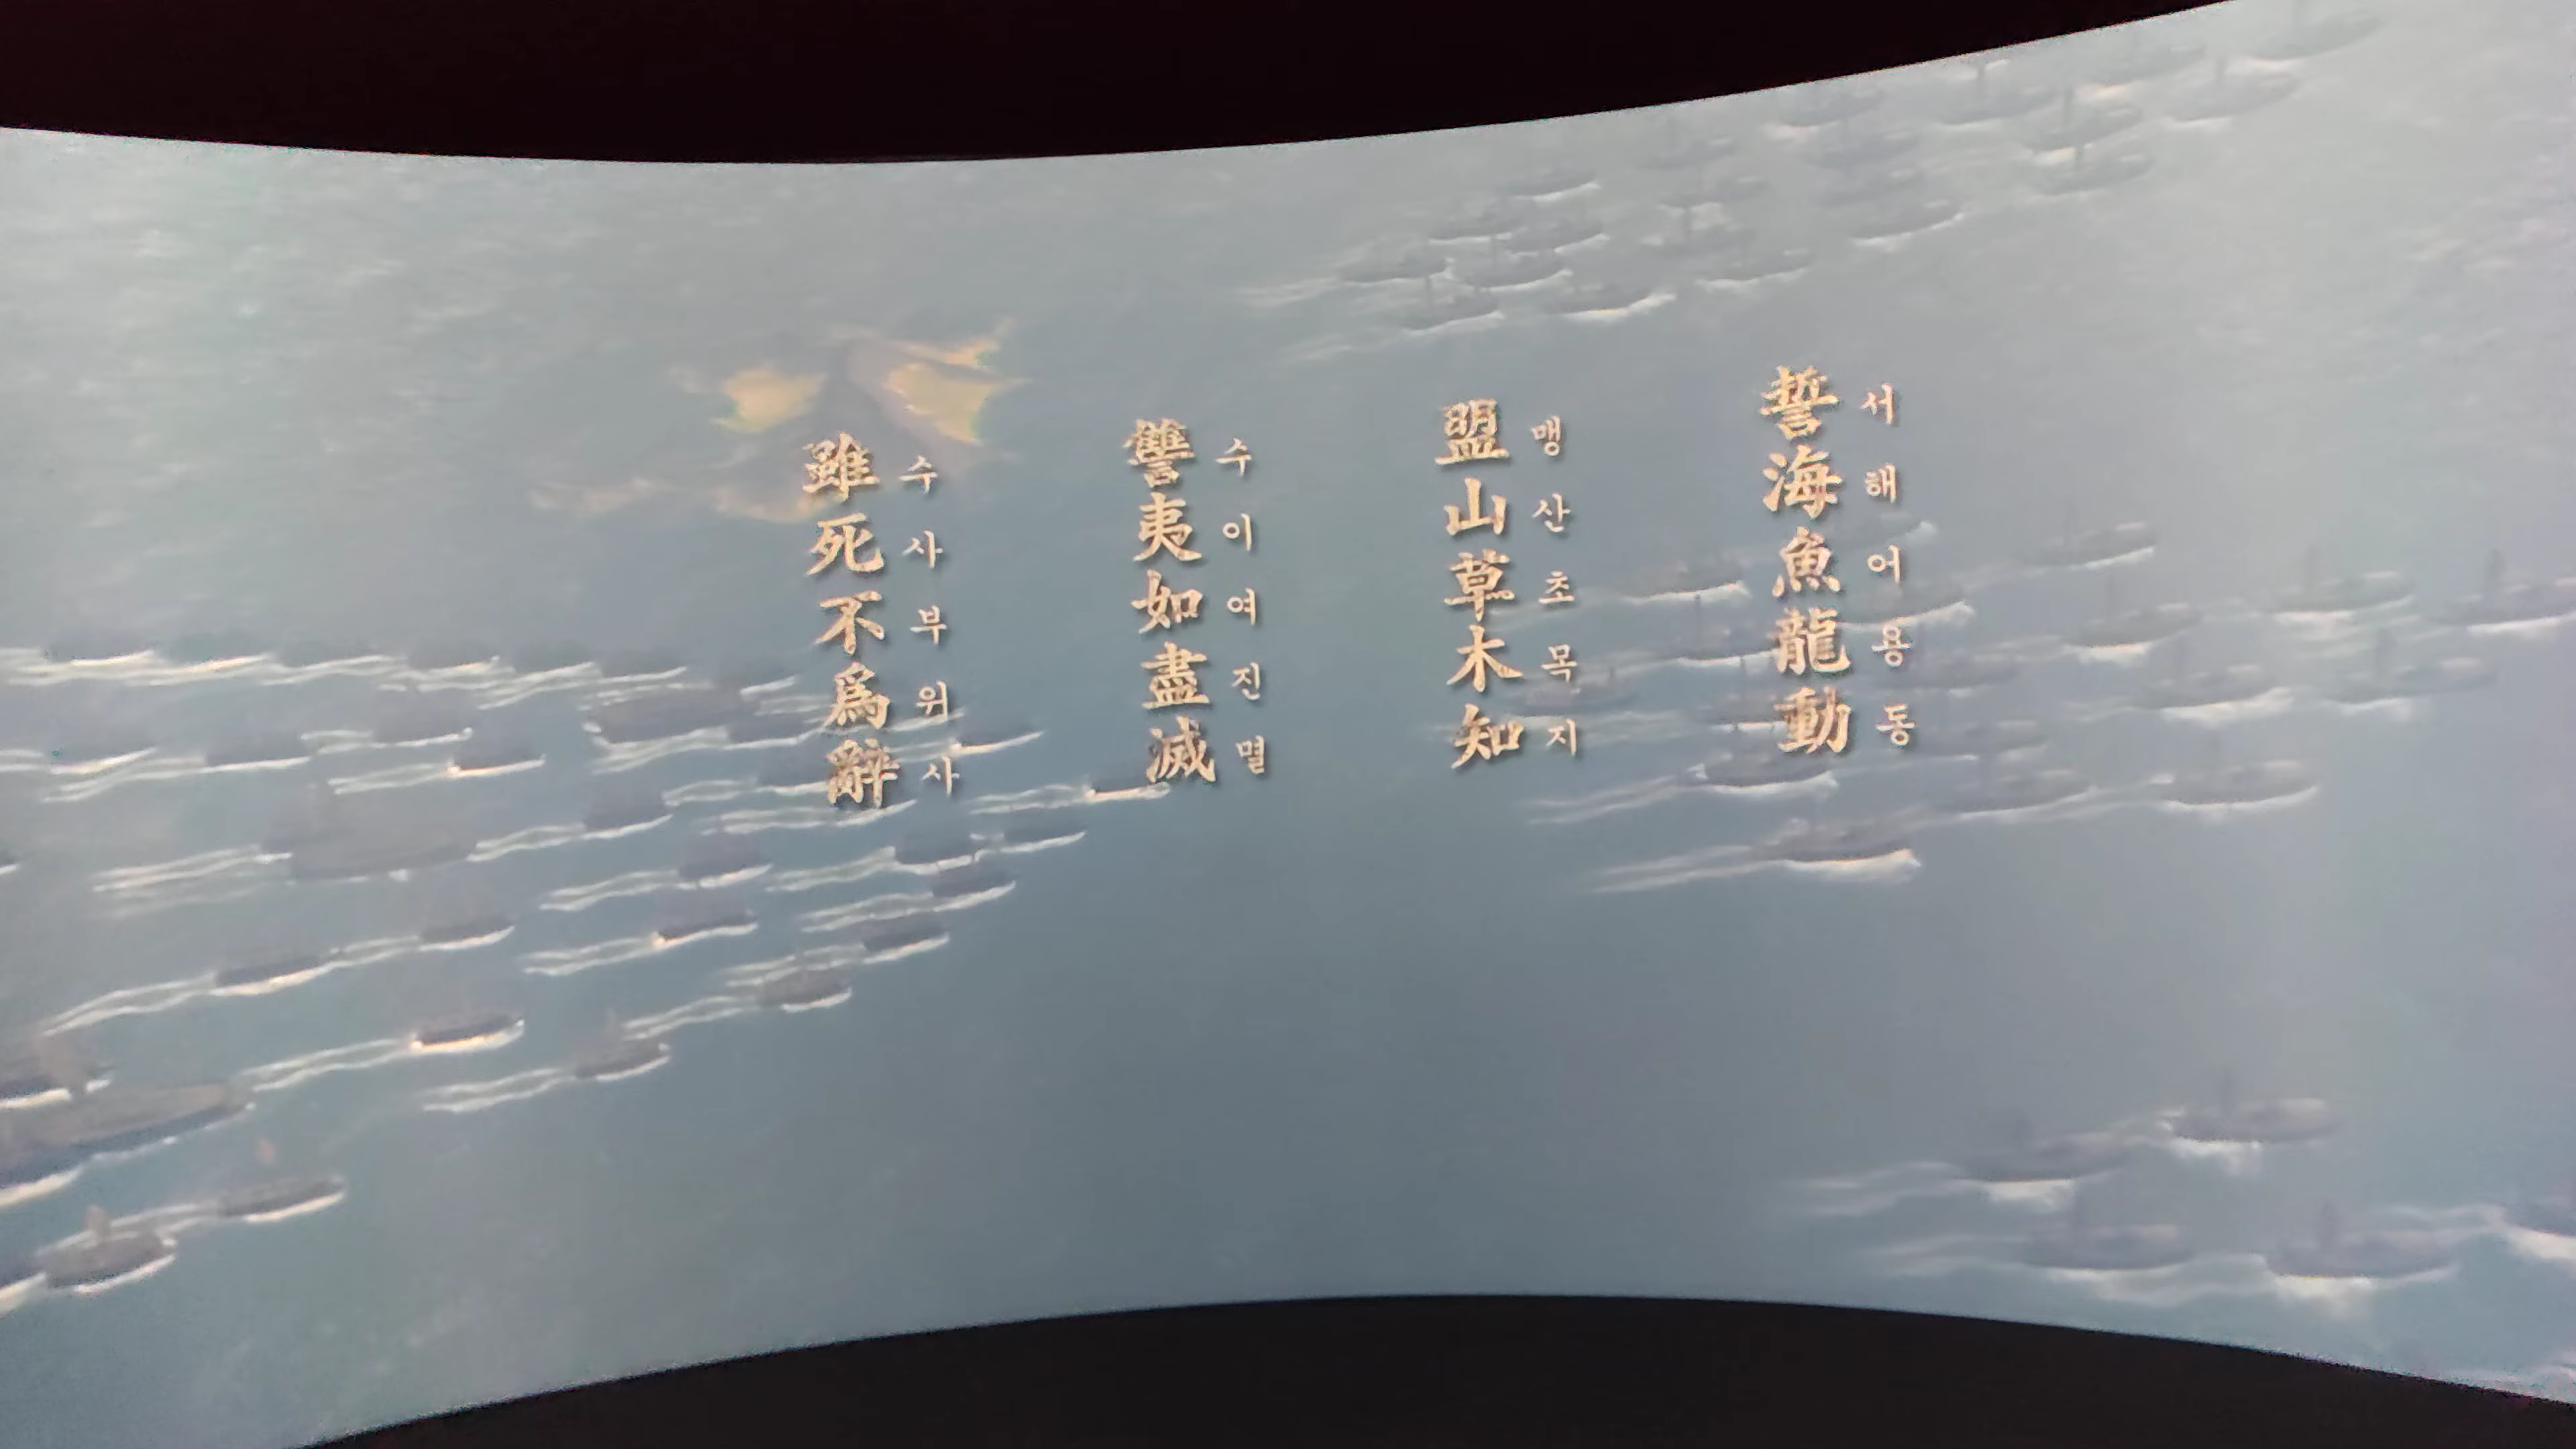 誓海魚龍動
서해어용동
盟山草木知
맹산초목지
讐夷如盡滅
수이여진멸
雖死不爲辭
수사부위사